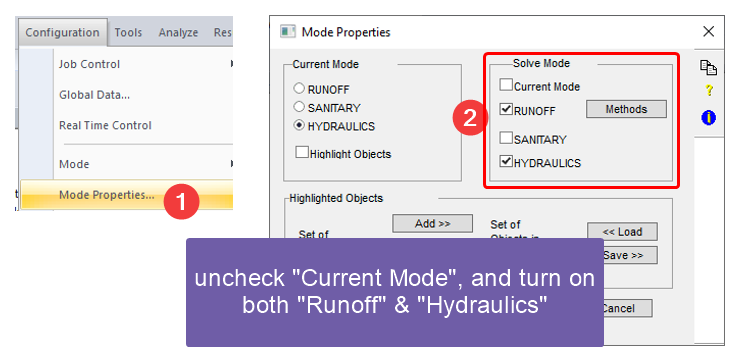 Configuration Tools Analyze Res
Job Control
Global Data...
Real Time Control
Mode
Mode Properties...
1
Mode Properties
Current Mode
RUNOFF
SANITARY
HYDRAULICS
Highlight Objects
2
Solve Mode
Current Mode
RUNOFF
Methods
SANITARY
HYDRAULICS
Highlighted Objects
Set of
Add >>
Set of
Objects in
<< Load
Save >>
Cancel
uncheck "Current Mode", and turn on
both "Runoff" & "Hydraulics"